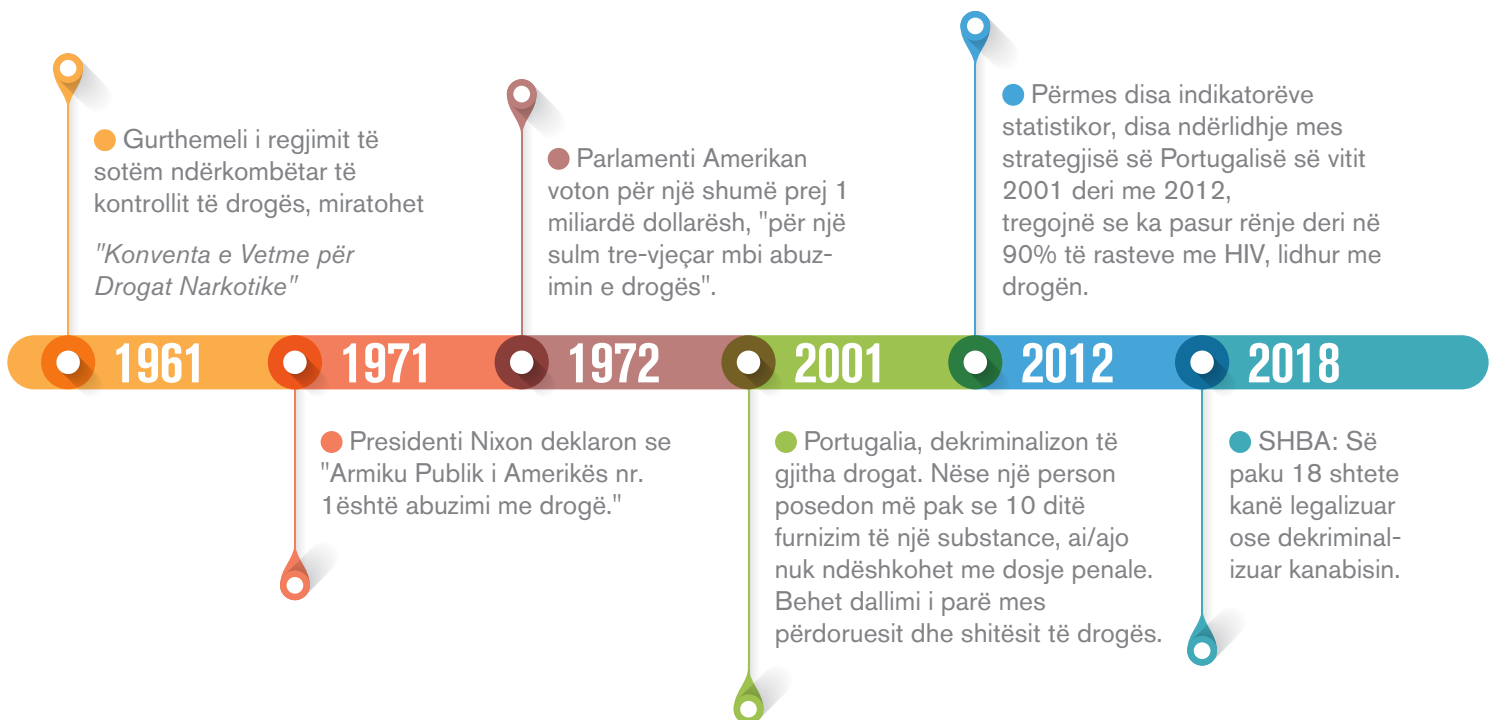 Gurthemeli i regjimit të
sotëm ndërkombëtar të
kontrollit të drogës, miratohet
"Konventa e Vetme për
Drogat Narkotike"
Parlamenti Amerikan
voton për një shumë prej 1
miliardë dollarësh, "për një
sulm tre-vjeçar mbi abuz-
imin e drogës".
Përmes disa indikatorëve
statistikor, disa ndërlidhje mes
strategjisë së Portugalisë së vitit
2001 deri me 2012,
tregojnë se ka pasur rënje deri në
90% të rasteve me HIV, lidhur me
drogën.
1961 1971 1972 2001 2012 2018
Presidenti Nixon deklaron se
"Armiku Publik i Amerikës nr.
1është abuzimi me drogë."
Portugalia, dekriminalizon të
gjitha drogat. Nëse një person
posedon më pak se 10 ditë
furnizim të një substance, ai/ajo
nuk ndëshkohet me dosje penale.
Behet dallimi i parë mes
përdoruesit dhe shitësit të drogës.
SHBA: Së
paku 18 shtete
kanë legalizuar
ose dekriminal-
izuar kanabisin.